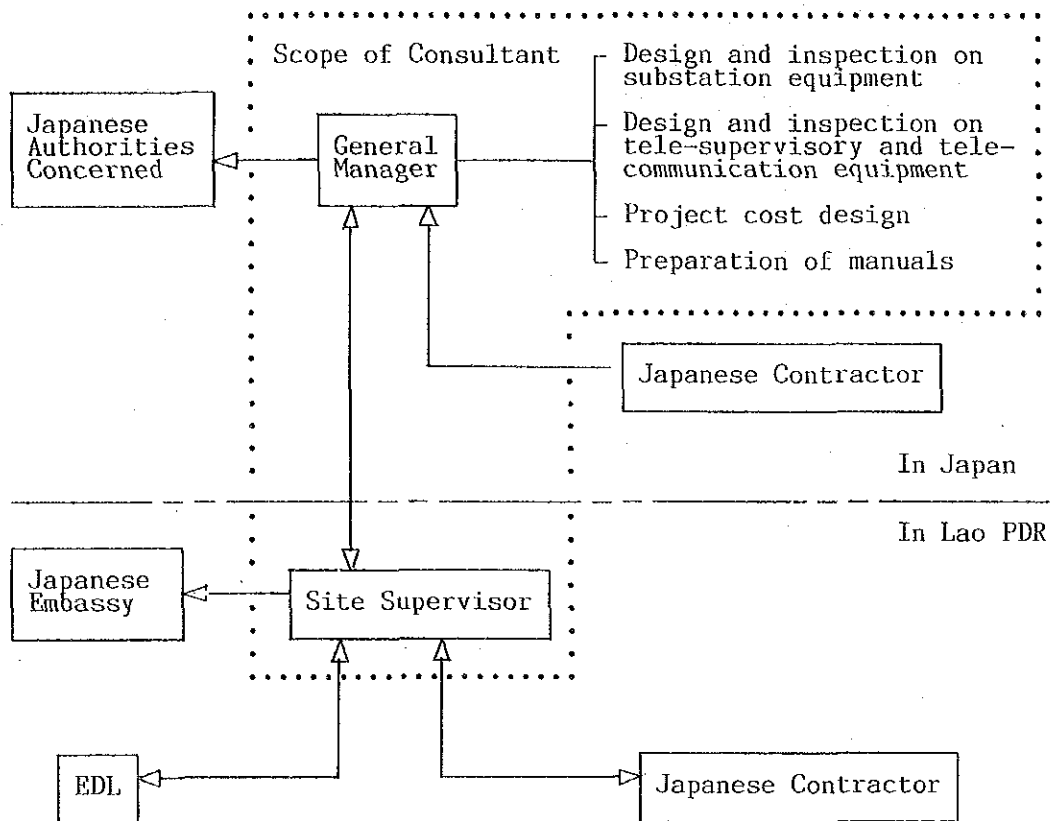 Scope of Consultant
Design and inspection on
substation equipment
Japanese
Authorities
Concerned
General
Manager
Design and inspection on
tele-supervisory and tele-
communication equipment
Project cost design
Preparation of manuals
Japanese Contractor
In Japan
In Lao PDR
Japanese
Embassy
Site Supervisor
EDL
Japanese Contractor